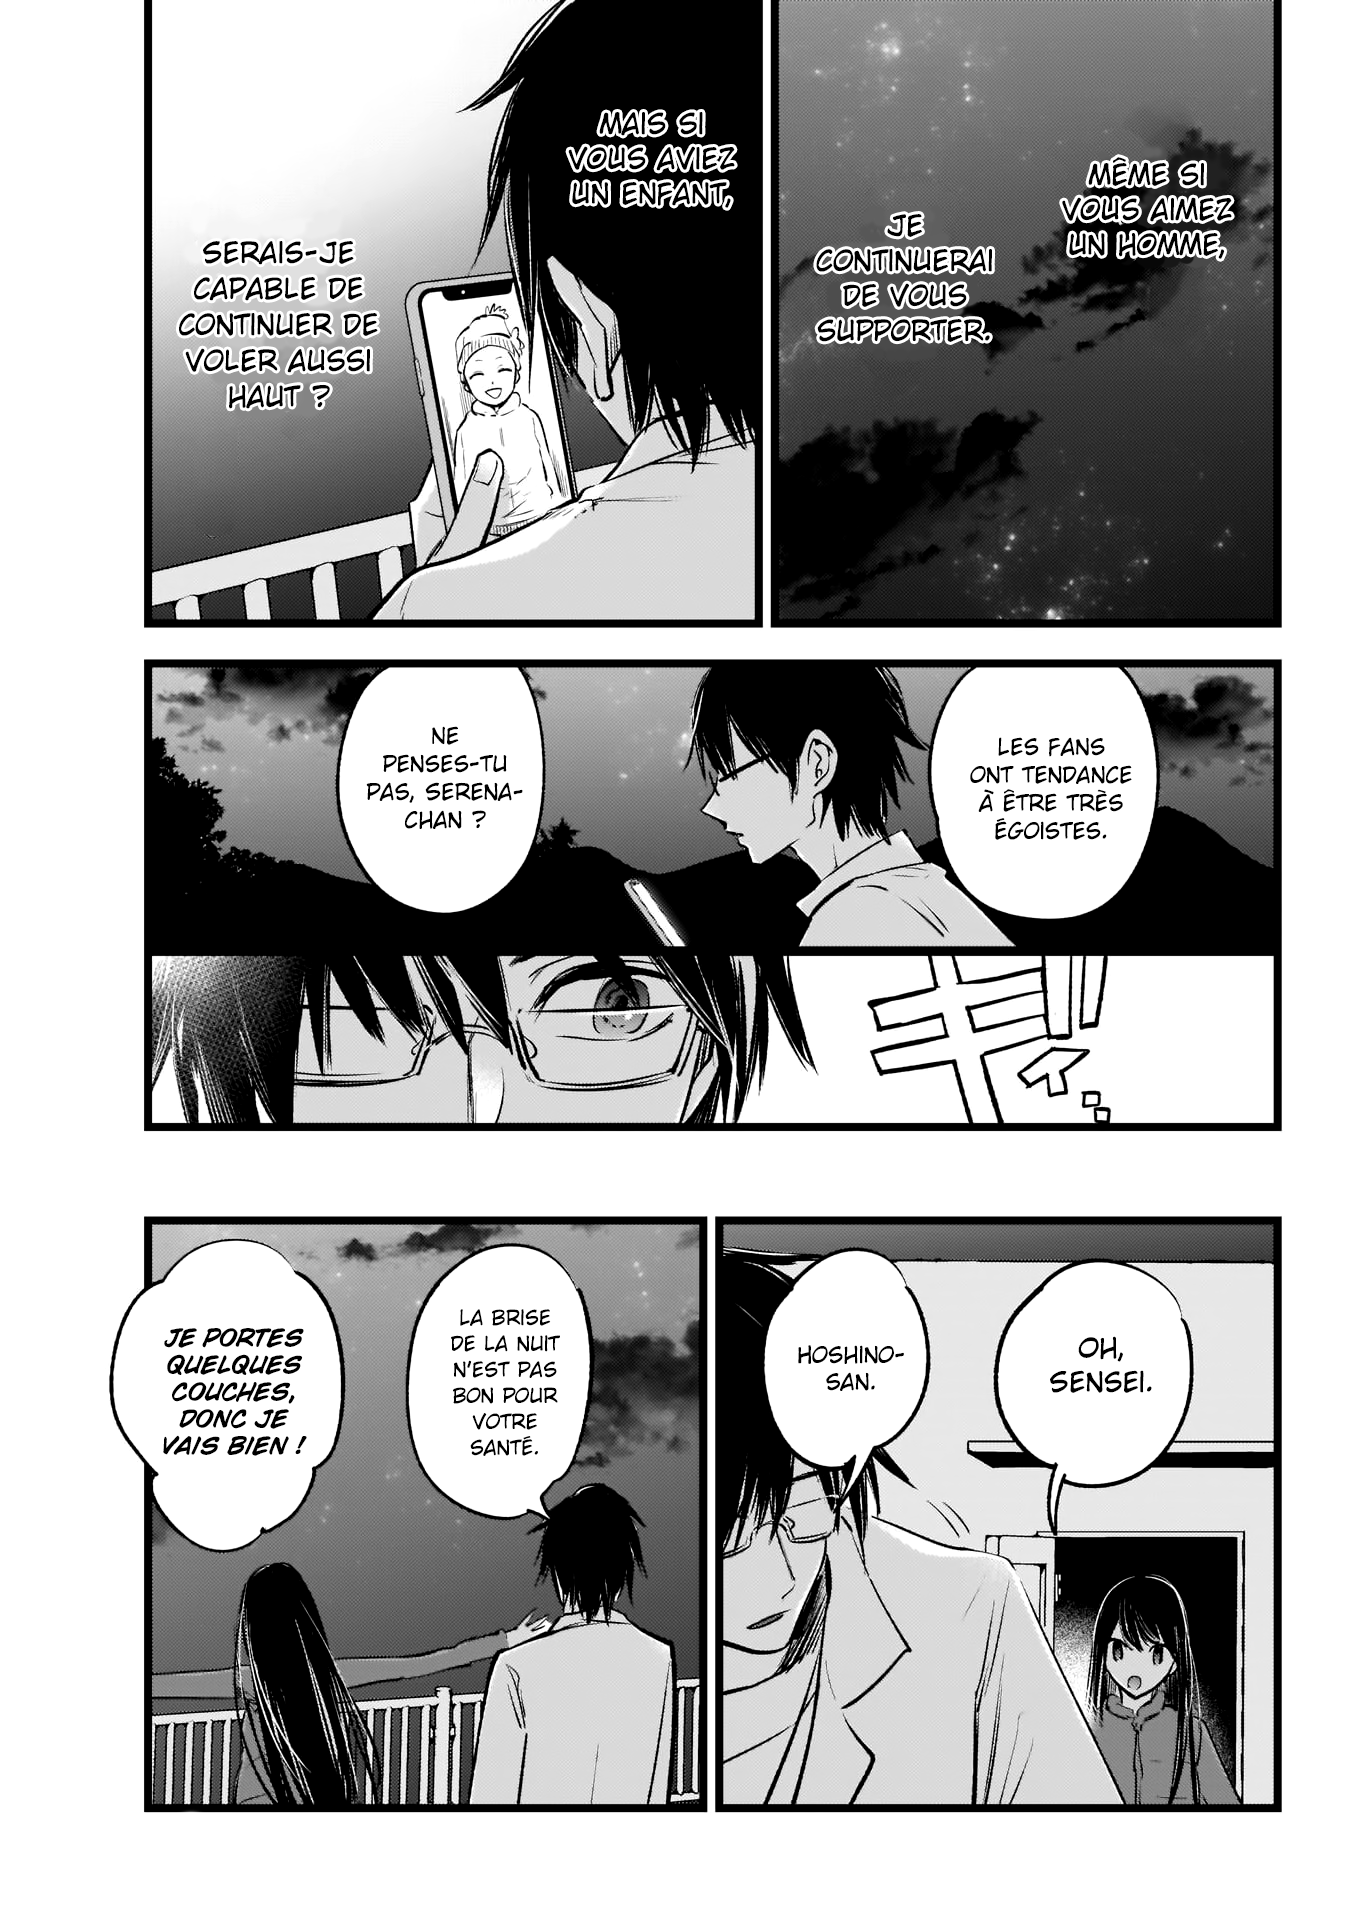 MÊME SI
VOUS AIMEZ
UN HOMME,
JE
CONTINUERAI
DE VOUS
SUPPORTER.
MAIS SI
VOUS AVIEZ
UN ENFANT,
SERAIS-JE
CAPABLE DE
CONTINUER DE
VOLER AUSSI
HAUT ?
LES FANS
ONT TENDANCE
À ÊTRE TRÈS
ÉGOISTES.
NE
PENSES-TU
PAS, SERENA-
CHAN ?
ギィ
OH,
SENSEI.
HOSHINO-
SAN.
LA BRISE
DE LA NUIT
N'EST PAS
BON POUR
VOTRE
SANTÉ.
JE PORTES
QUELQUES
COUCHES,
DONC JE
VAIS BIEN !